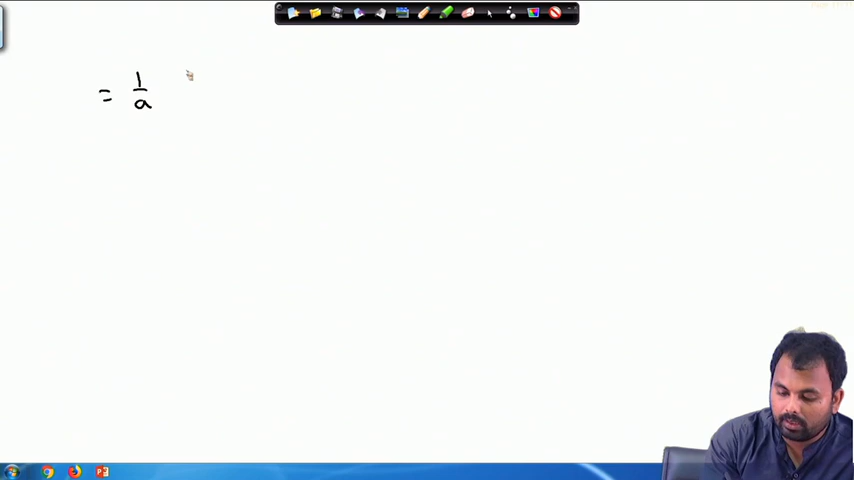 = 1/a